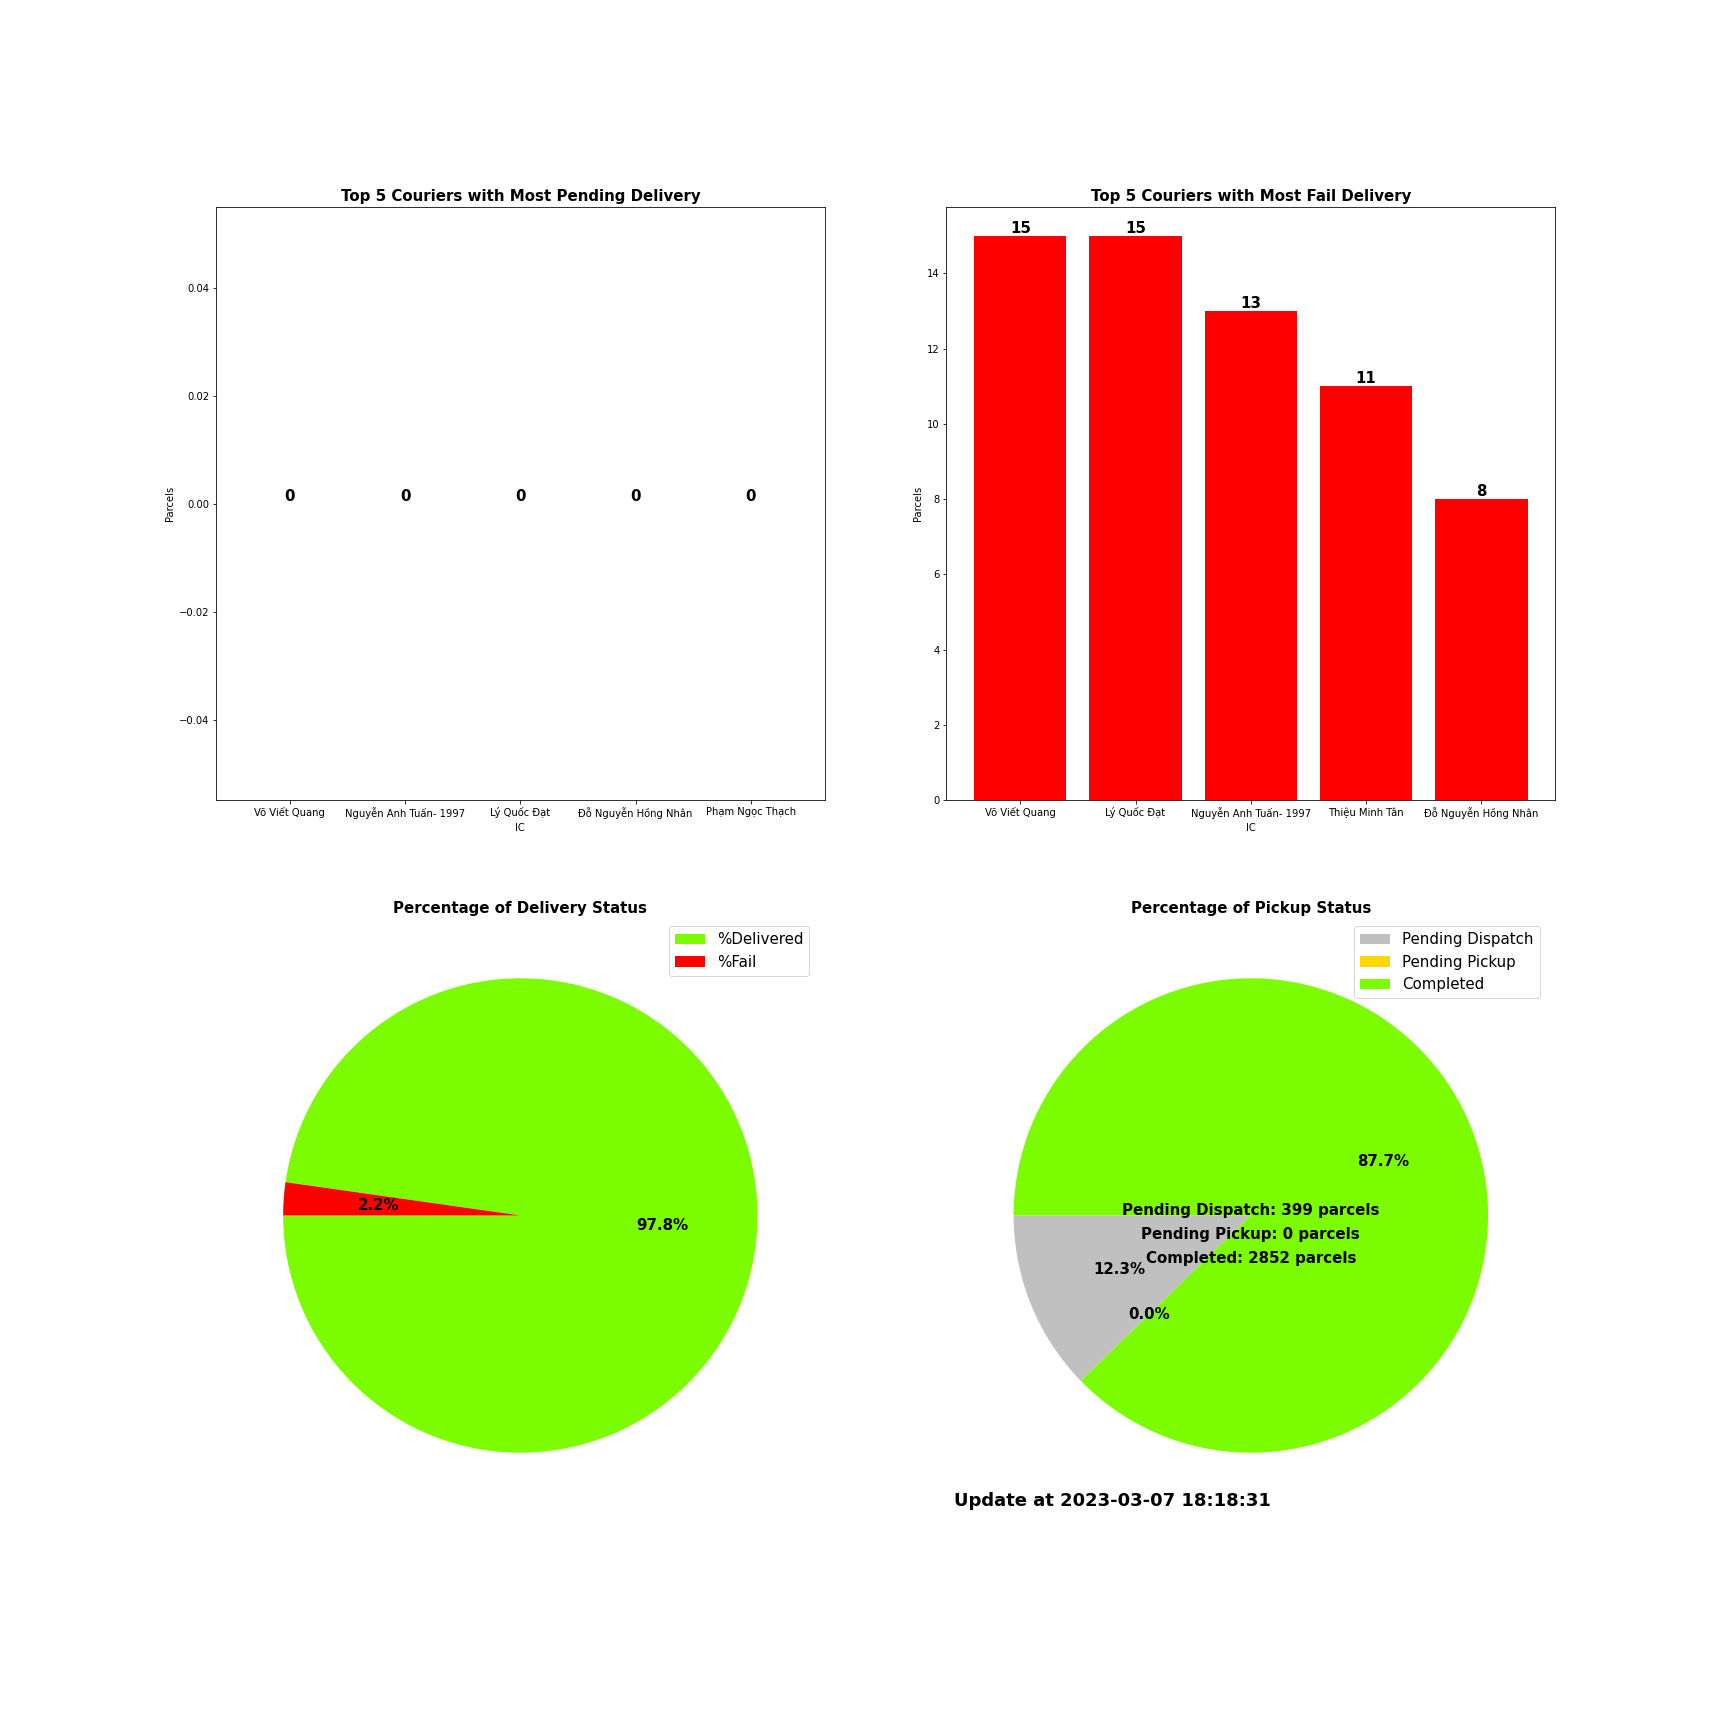 Top 5 Couriers with Most Pending Delivery
0.04
0.02
0.00
−0.02
−0.04
Parcels
0 0 0 0 0
Võ Viết Quang Nguyễn Anh Tuấn- 1997 Lý Quốc Đạt Đỗ Nguyễn Hồng Nhân Phạm Ngọc Thạch
IC
Top 5 Couriers with Most Fail Delivery
14
12
10
8
6
4
2
0
Parcels
15 15 13 11 8
Võ Viết Quang Lý Quốc Đạt Nguyễn Anh Tuấn- 1997 Thiệu Minh Tân Đỗ Nguyễn Hồng Nhân
IC
Percentage of Delivery Status
%Delivered
%Fail
2.2%
97.8%
Percentage of Pickup Status
Pending Dispatch
Pending Pickup
Completed
87.7%
Pending Dispatch: 399 parcels
Pending Pickup: 0 parcels
Completed: 2852 parcels
12.3%
0.0%
Update at 2023-03-07 18:18:31